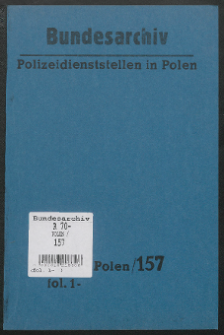 Bundesarchiv
Polizeidienststellen in Polen
Bundesarchiv
R 70-
POLEN /
157
Polen/157
fol. 1-